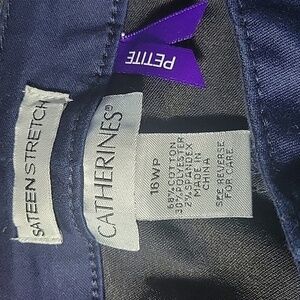 PETITE
SATEEN STRETCH
CATHERINES®
16WP
68% COTTON
30% POLYESTER
2% SPANDEX
MADE IN
CHINA
SEE REVERSE
FOR CARE